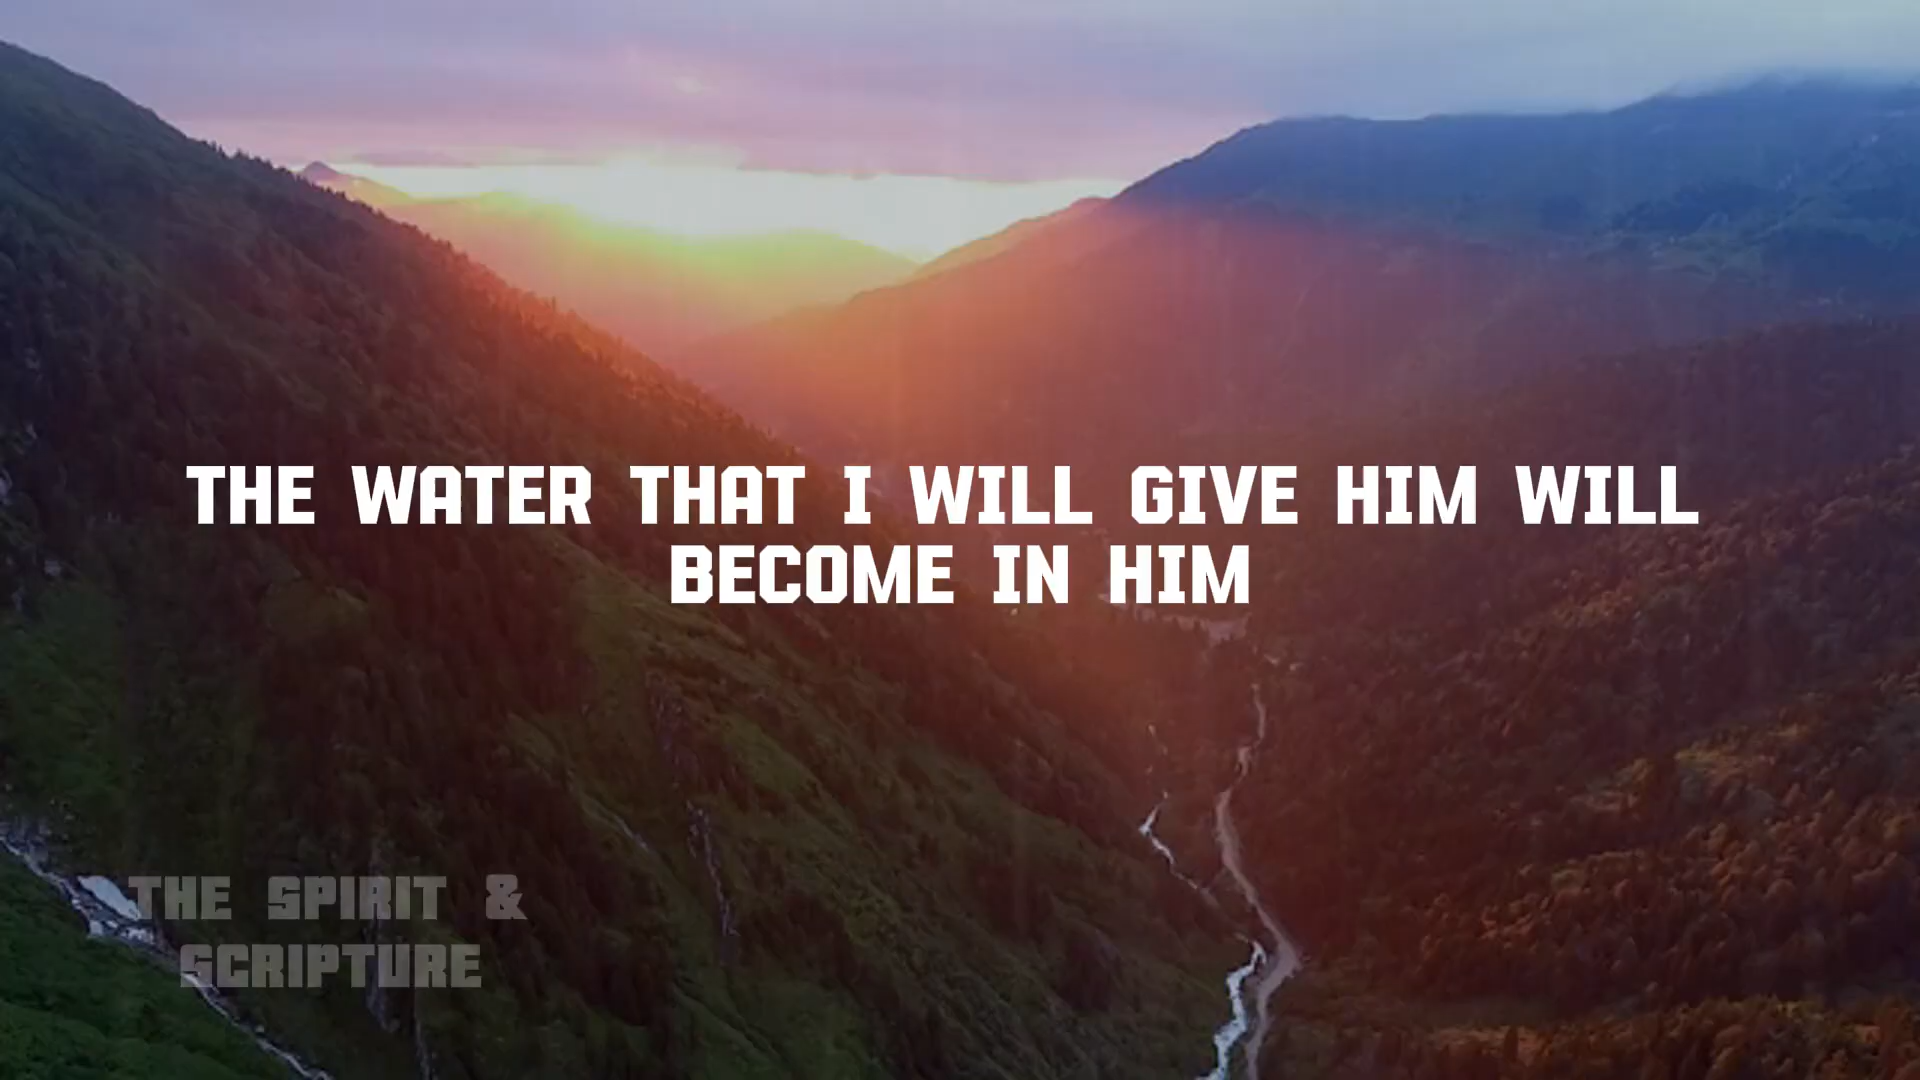 THE WATER THAT I WILL GIVE HIM WILL
BECOME IN HIM
THE SPIRIT &
SCRIPTURE